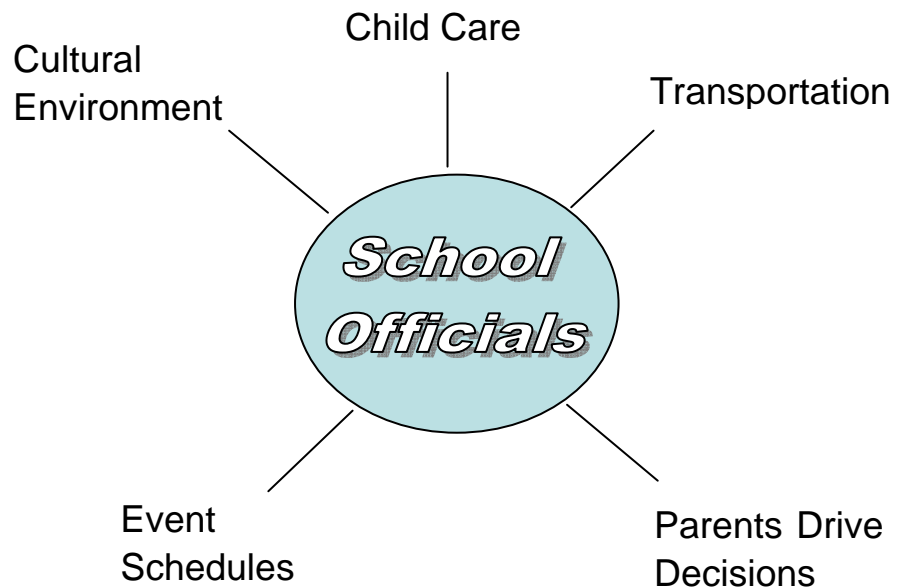 Child Care
Cultural
Environment
Transportation
School
Officials
Event
Schedules
Parents Drive
Decisions